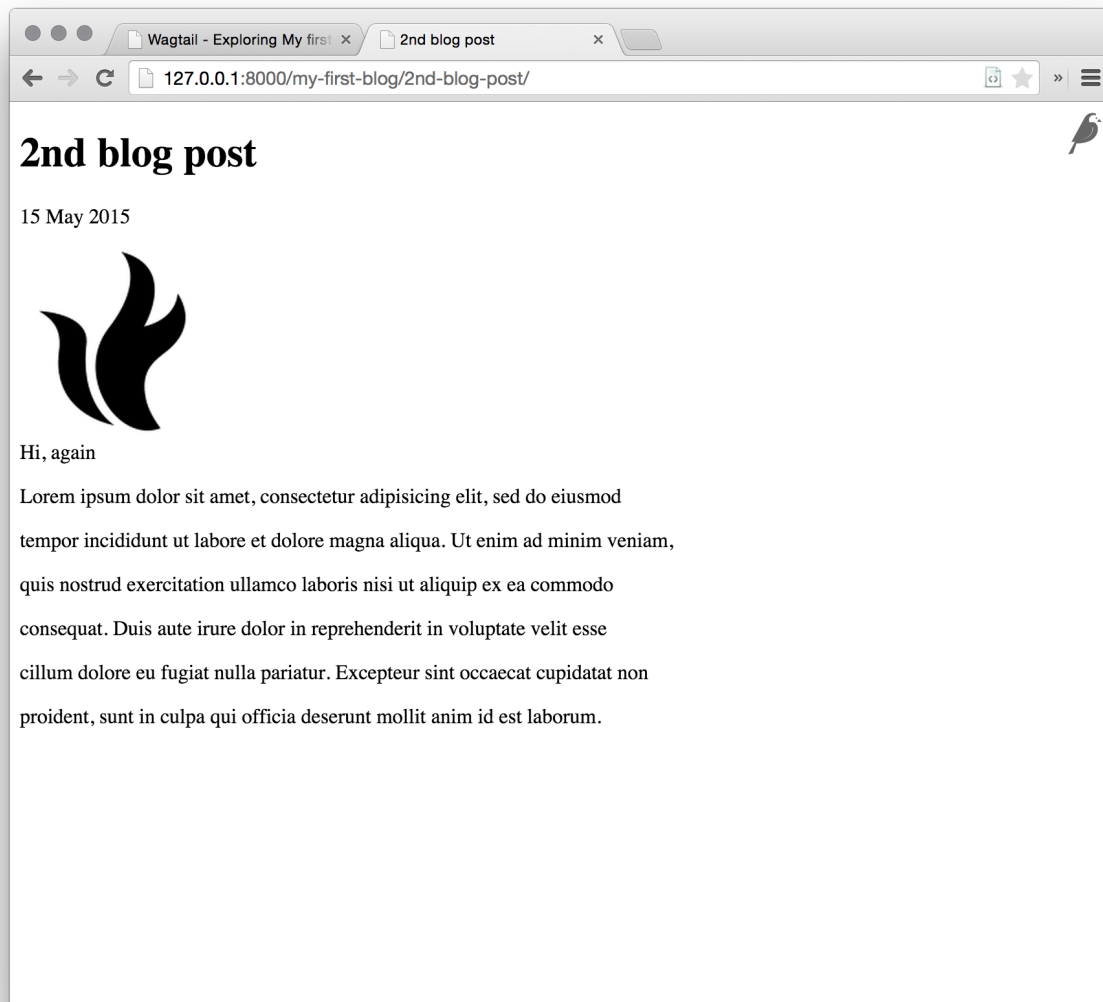 Wagtail - Exploring My first
2nd blog post
127.0.0.1:8000/my-first-blog/2nd-blog-post/
2nd blog post
15 May 2015
Hi, again
Lorem ipsum dolor sit amet, consectetur adipisicing elit, sed do eiusmod
tempor incididunt ut labore et dolore magna aliqua. Ut enim ad minim veniam,
quis nostrud exercitation ullamco laboris nisi ut aliquip ex ea commodo
consequat. Duis aute irure dolor in reprehenderit in voluptate velit esse
cillum dolore eu fugiat nulla pariatur. Excepteur sint occaecat cupidatat non
proident, sunt in culpa qui officia deserunt mollit anim id est laborum.